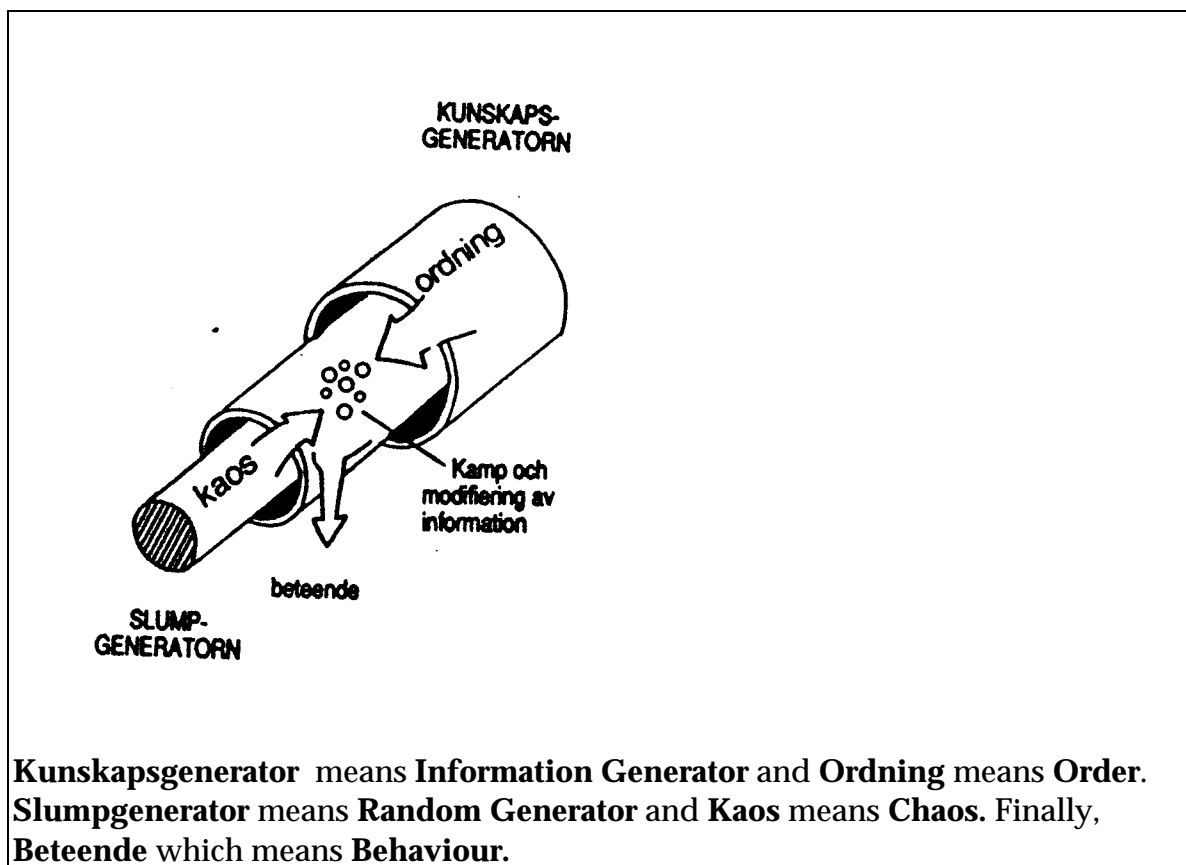 KUNSKAPS-
GENERATORN
ordning
kaos
Kamp och
modifiering av
information
beteende
SLUMP-
GENERATORN
Kunskapsgenerator means Information Generator and Ordning means Order.
Slumpgenerator means Random Generator and Kaos means Chaos. Finally,
Beteende which means Behaviour.